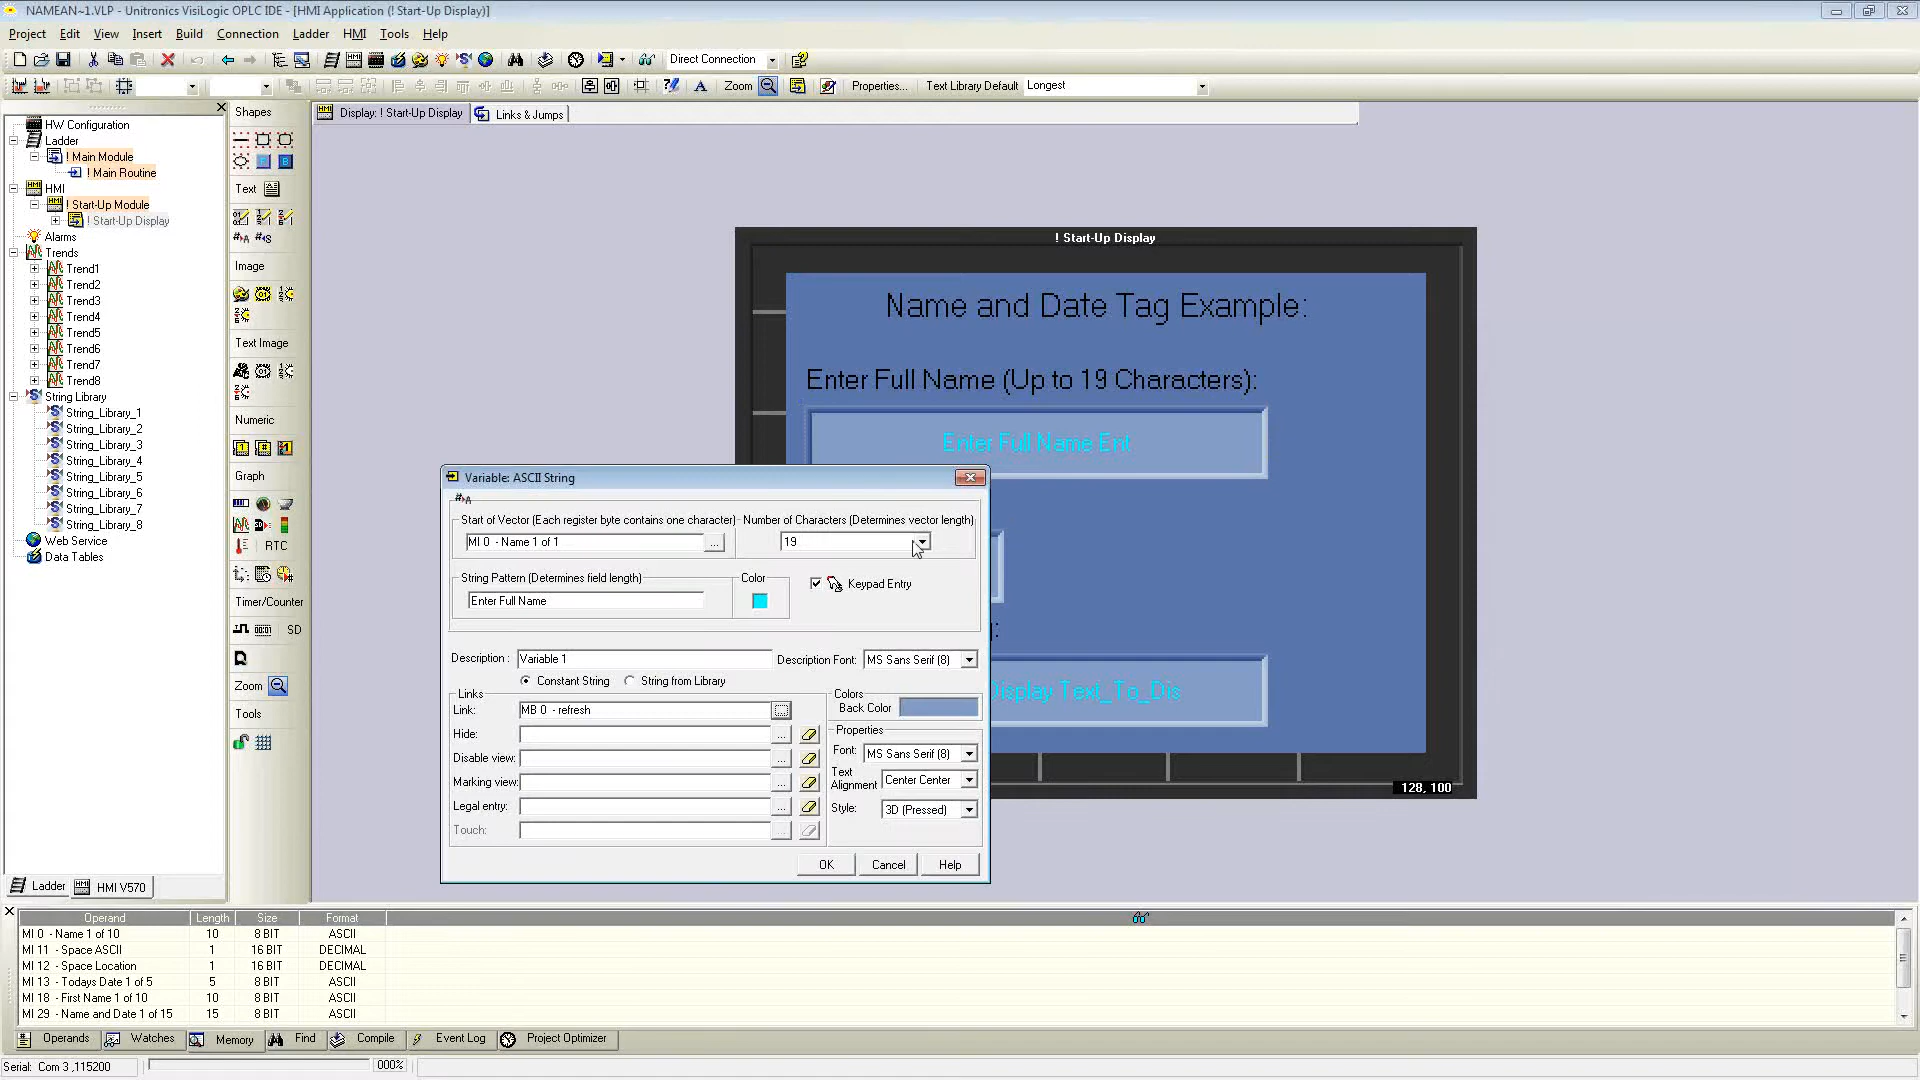 NAMEAN~1.VLP - Unitronics VisiLogic OPLC IDE - [HMI Application (! Start-Up Display)]
Project Edit View Insert Build Connection Ladder HMI Tools Help
Direct Connection
Zoom Properties... Text Library Default Longest
HW Configuration
Ladder
! Main Module
! Main Routine
HMI
! Start-Up Module
! Start-Up Display
Alarms
Trends
Trend1
Trend2
Trend3
Trend4
Trend5
Trend6
Trend7
Trend8
String Library
String_Library_1
String_Library_2
String_Library_3
String_Library_4
String_Library_5
String_Library_6
String_Library_7
String_Library_8
Web Service
Data Tables
Ladder HMI V570
Shapes
Text
Image
Text Image
Numeric
Graph
RTC
Timer/Counter
SD
Zoom
Tools
Display: ! Start-Up Display Links & Jumps
! Start-Up Display
Name and Date Tag Example:
Enter Full Name (Up to 19 Characters):
Enter Full Name Ent
Display Text_To_Dis
128, 100
Variable: ASCII String
Start of Vector (Each register byte contains one character) Number of Characters (Determines vector length)
MI 0 - Name 1 of 1 ... 19
String Pattern (Determines field length) Color
Keypad Entry
Enter Full Name
Description : Variable 1 Description Font: MS Sans Serif (8)
Constant String String from Library
Links
Link: MB 0 - refresh ...
Hide: ...
Disable view: ...
Marking view: ...
Legal entry: ...
Touch: ...
Colors
Back Color
Properties
Font: MS Sans Serif (8)
Text Alignment Center Center
Style: 3D (Pressed)
OK Cancel Help
Operand Length Size Format
MI 0 - Name 1 of 10 10 8 BIT ASCII
MI 11 - Space ASCII 1 16 BIT DECIMAL
MI 12 - Space Location 1 16 BIT DECIMAL
MI 13 - Todays Date 1 of 5 5 8 BIT ASCII
MI 18 - First Name 1 of 10 10 8 BIT ASCII
MI 29 - Name and Date 1 of 15 15 8 BIT ASCII
Operands Watches Memory Find Compile Event Log Project Optimizer
Serial: Com 3 ,115200 000%